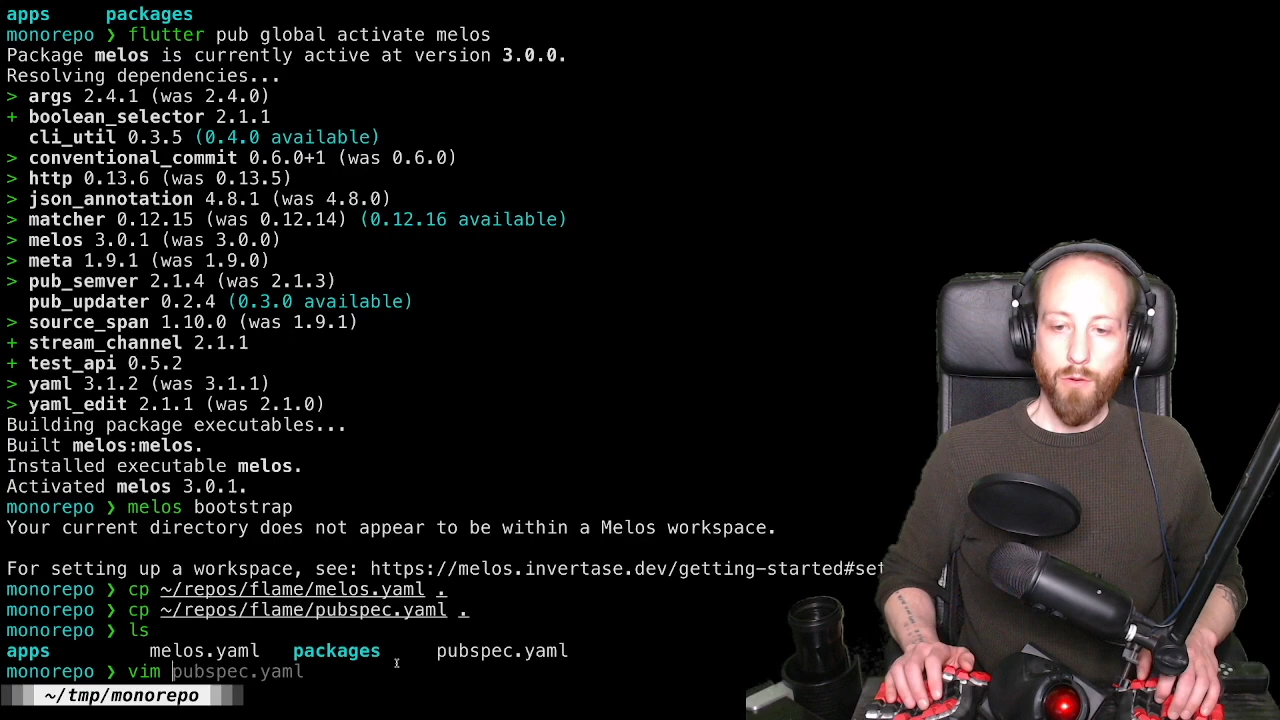 apps packages
monorepo ❯ flutter pub global activate melos
Package melos is currently active at version 3.0.0.
Resolving dependencies...
> args 2.4.1 (was 2.4.0)
+ boolean_selector 2.1.1
cli_util 0.3.5 (0.4.0 available)
> conventional_commit 0.6.0+1 (was 0.6.0)
> http 0.13.6 (was 0.13.5)
> json_annotation 4.8.1 (was 4.8.0)
> matcher 0.12.15 (was 0.12.14) (0.12.16 available)
> melos 3.0.1 (was 3.0.0)
> meta 1.9.1 (was 1.9.0)
> pub_semver 2.1.4 (was 2.1.3)
pub_updater 0.2.4 (0.3.0 available)
> source_span 1.10.0 (was 1.9.1)
+ stream_channel 2.1.1
+ test_api 0.5.2
> yaml 3.1.2 (was 3.1.1)
> yaml_edit 2.1.1 (was 2.1.0)
Building package executables...
Built melos:melos.
Installed executable melos.
Activated melos 3.0.1.
monorepo ❯ melos bootstrap
Your current directory does not appear to be within a Melos workspace.
For setting up a workspace, see: https://melos.invertase.dev/getting-started#set
monorepo ❯ cp ~/repos/flame/melos.yaml .
monorepo ❯ cp ~/repos/flame/pubspec.yaml .
monorepo ❯ ls
apps melos.yaml packages pubspec.yaml
monorepo ❯ vim pubspec.yaml
~/tmp/monorepo